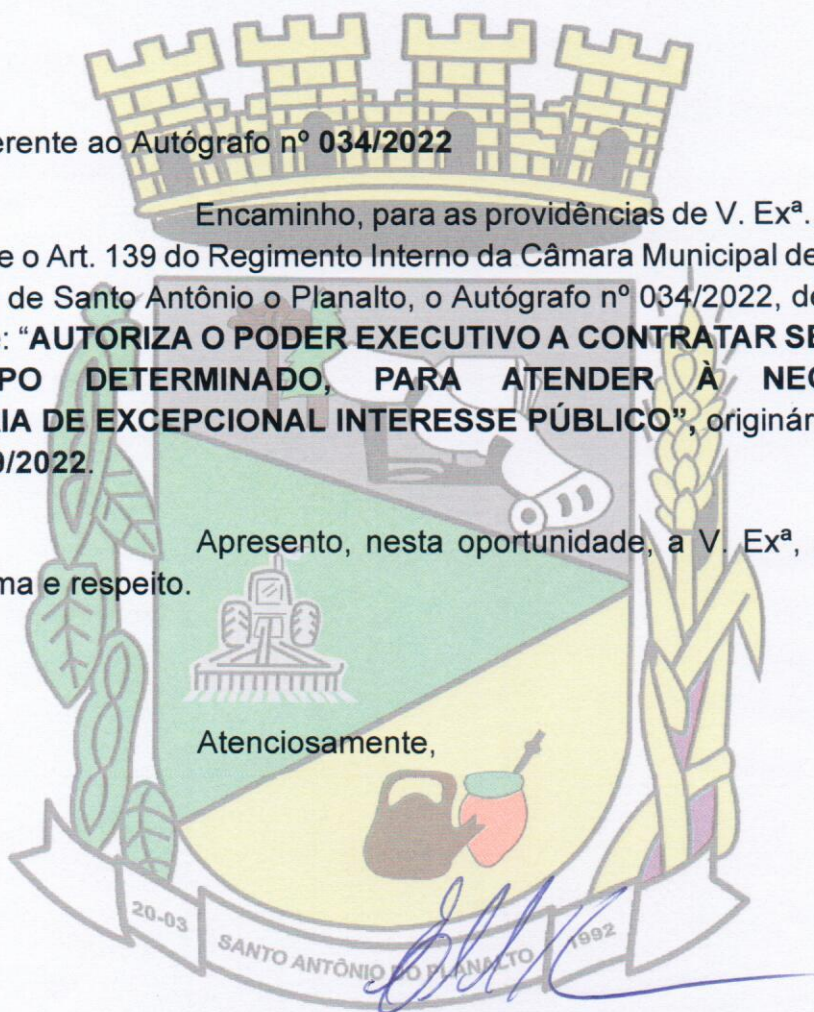 erente ao Autógrafo nº 034/2022
Encaminho, para as providências de V. Exª.
e o Art. 139 do Regimento Interno da Câmara Municipal de
de Santo Antônio o Planalto, o Autógrafo nº 034/2022, de
: “AUTORIZA O PODER EXECUTIVO A CONTRATAR SE
PO DETERMINADO, PARA ATENDER À NEC
IA DE EXCEPCIONAL INTERESSE PÚBLICO”, originár
0/2022.
Apresento, nesta oportunidade, a V. Exª,
ma e respeito.
Atenciosamente,
20-03 SANTO ANTÔNIO DO PLANALTO 1992